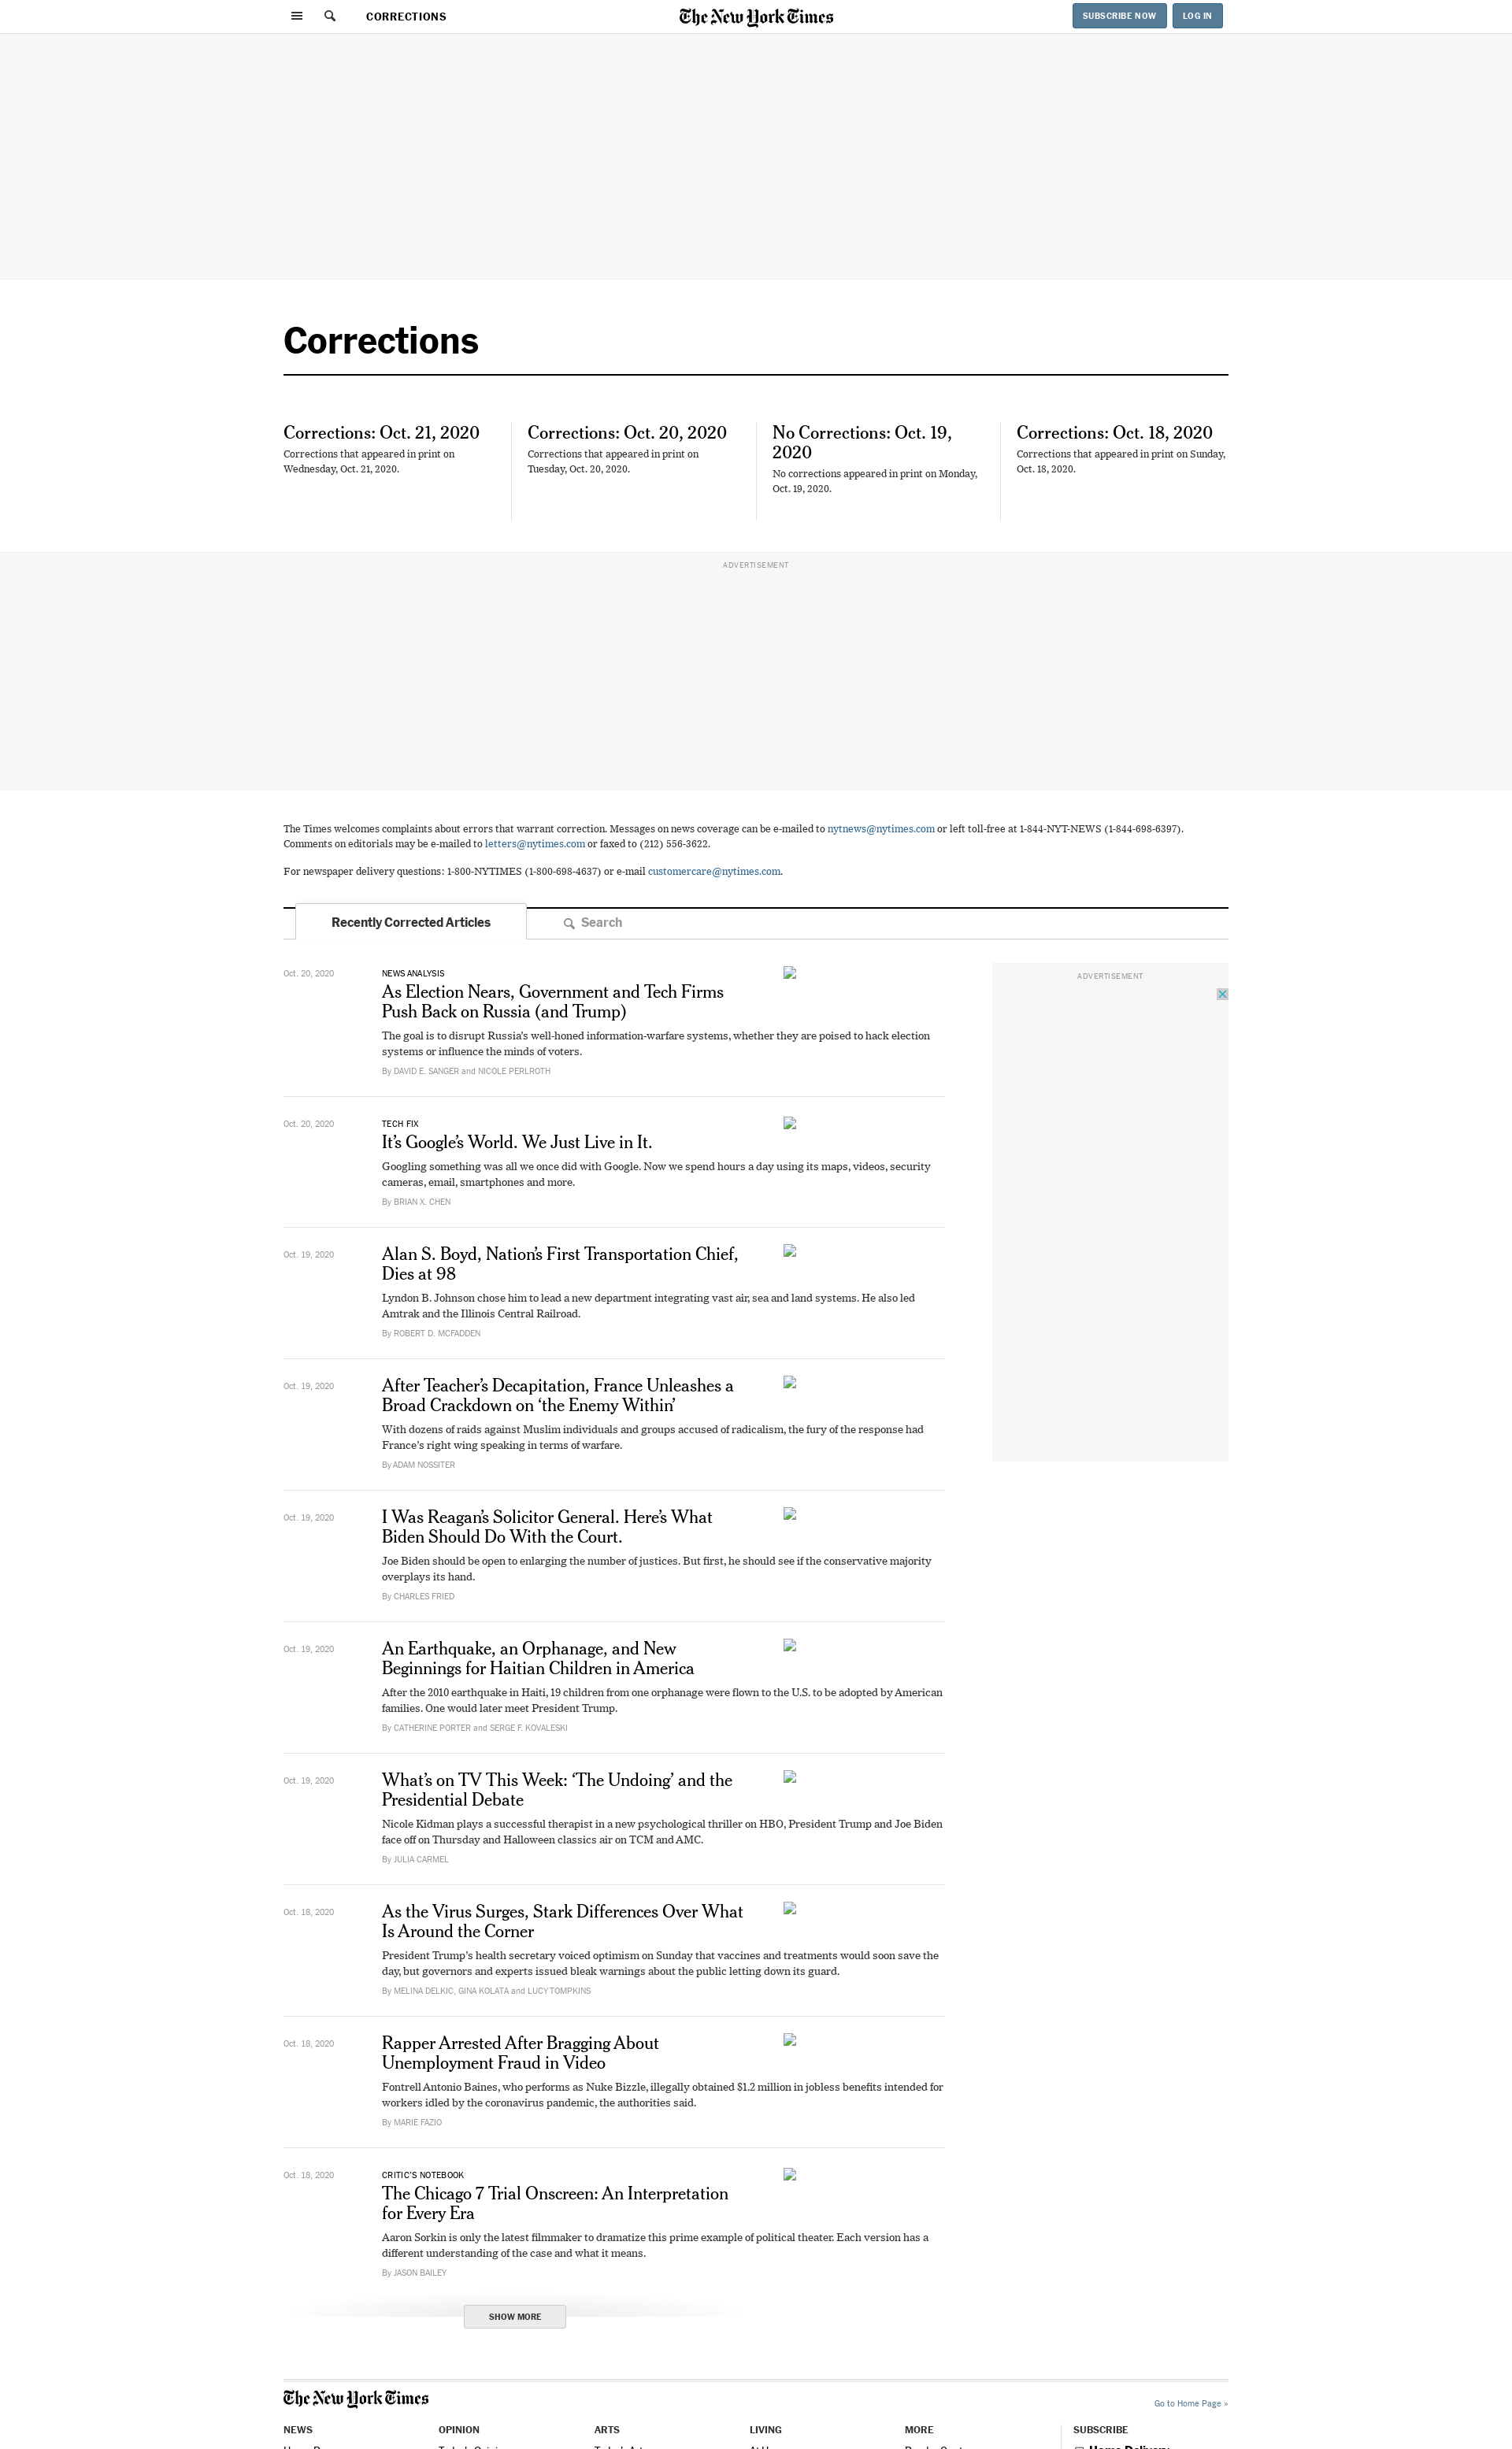 CORRECTIONS
The New York Times
SUBSCRIBE NOW
LOG IN
Corrections
Corrections: Oct. 21, 2020
Corrections that appeared in print on
Wednesday, Oct. 21, 2020.
Corrections: Oct. 20, 2020
Corrections that appeared in print on
Tuesday, Oct. 20, 2020.
No Corrections: Oct. 19,
2020
No corrections appeared in print on Monday,
Oct. 19, 2020.
Corrections: Oct. 18, 2020
Corrections that appeared in print on Sunday,
Oct. 18, 2020.
ADVERTISEMENT
The Times welcomes complaints about errors that warrant correction. Messages on news coverage can be e-mailed to nytnews@nytimes.com or left toll-free at 1-844-NYT-NEWS (1-844-698-6397).
Comments on editorials may be e-mailed to letters@nytimes.com or faxed to (212) 556-3622.
For newspaper delivery questions: 1-800-NYTIMES (1-800-698-4637) or e-mail customercare@nytimes.com.
Recently Corrected Articles
Search
ADVERTISEMENT
Oct. 20, 2020
NEWS ANALYSIS
As Election Nears, Government and Tech Firms
Push Back on Russia (and Trump)
The goal is to disrupt Russia's well-honed information-warfare systems, whether they are poised to hack election
systems or influence the minds of voters.
By DAVID E. SANGER and NICOLE PERLROTH
Oct. 20, 2020
TECH FIX
It's Google's World. We Just Live in It.
Googling something was all we once did with Google. Now we spend hours a day using its maps, videos, security
cameras, email, smartphones and more.
By BRIAN X. CHEN
Oct. 19, 2020
Alan S. Boyd, Nation's First Transportation Chief,
Dies at 98
Lyndon B. Johnson chose him to lead a new department integrating vast air, sea and land systems. He also led
Amtrak and the Illinois Central Railroad.
By ROBERT D. MCFADDEN
Oct. 19, 2020
After Teacher's Decapitation, France Unleashes a
Broad Crackdown on 'the Enemy Within'
With dozens of raids against Muslim individuals and groups accused of radicalism, the fury of the response had
France's right wing speaking in terms of warfare.
By ADAM NOSSITER
Oct. 19, 2020
I Was Reagan's Solicitor General. Here's What
Biden Should Do With the Court.
Joe Biden should be open to enlarging the number of justices. But first, he should see if the conservative majority
overplays its hand.
By CHARLES FRIED
Oct. 19, 2020
An Earthquake, an Orphanage, and New
Beginnings for Haitian Children in America
After the 2010 earthquake in Haiti, 19 children from one orphanage were flown to the U.S. to be adopted by American
families. One would later meet President Trump.
By CATHERINE PORTER and SERGE F. KOVALESKI
Oct. 19, 2020
What's on TV This Week: 'The Undoing' and the
Presidential Debate
Nicole Kidman plays a successful therapist in a new psychological thriller on HBO, President Trump and Joe Biden
face off on Thursday and Halloween classics air on TCM and AMC.
By JULIA CARMEL
Oct. 18, 2020
As the Virus Surges, Stark Differences Over What
Is Around the Corner
President Trump's health secretary voiced optimism on Sunday that vaccines and treatments would soon save the
day, but governors and experts issued bleak warnings about the public letting down its guard.
By MELINA DELKIC, GINA KOLATA and LUCY TOMPKINS
Oct. 18, 2020
Rapper Arrested After Bragging About
Unemployment Fraud in Video
Fontrell Antonio Baines, who performs as Nuke Bizzle, illegally obtained $1.2 million in jobless benefits intended for
workers idled by the coronavirus pandemic, the authorities said.
By MARIE FAZIO
Oct. 18, 2020
CRITIC'S NOTEBOOK
The Chicago 7 Trial Onscreen: An Interpretation
for Every Era
Aaron Sorkin is only the latest filmmaker to dramatize this prime example of political theater. Each version has a
different understanding of the case and what it means.
By JASON BAILEY
SHOW MORE
The New York Times
Go to Home Page »
NEWS
OPINION
ARTS
LIVING
MORE
SUBSCRIBE
Home Delivery